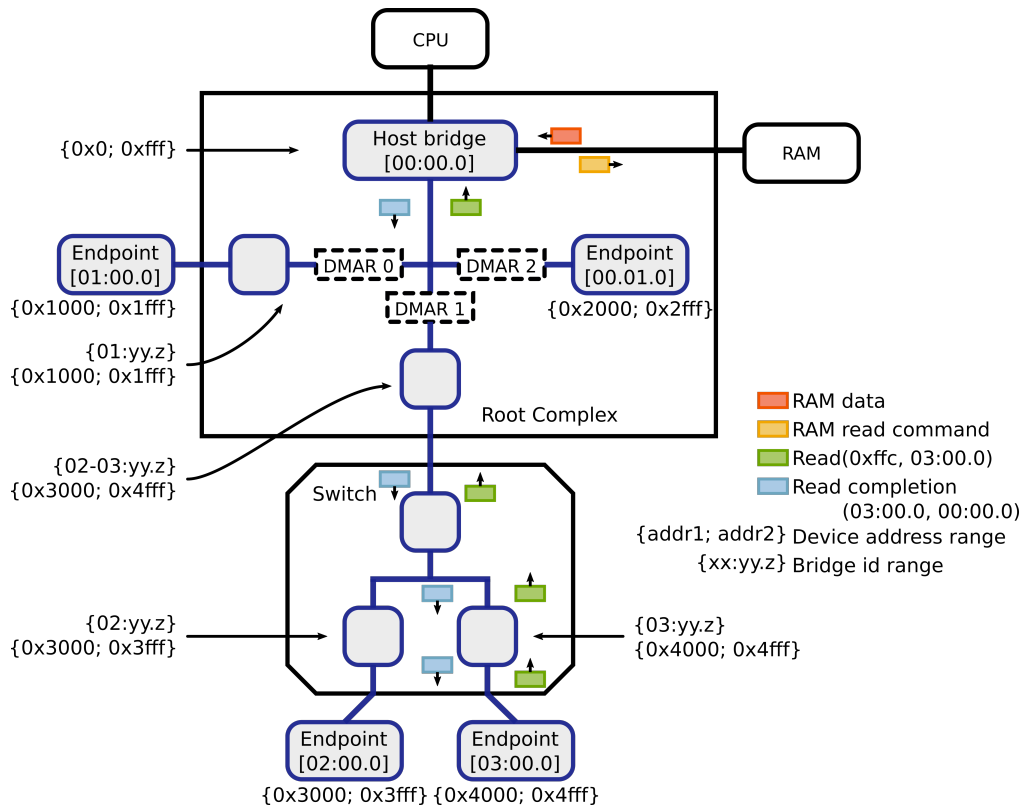 CPU
Host bridge
[00:00.0]
{0x0; 0xfff}
RAM
Endpoint
[01:00.0]
DMAR 0
DMAR 2
Endpoint
[00.01.0]
{0x1000; 0x1fff}
DMAR 1
{0x2000; 0x2fff}
{01:yy.z}
{0x1000; 0x1fff}
Root Complex
RAM data
RAM read command
Read(0xffc, 03:00.0)
Read completion
(03:00.0, 00:00.0)
{addr1; addr2} Device address range
{xx:yy.z} Bridge id range
{02-03:yy.z}
{0x3000; 0x4fff}
Switch
{02:yy.z}
{0x3000; 0x3fff}
{03:yy.z}
{0x4000; 0x4fff}
Endpoint
[02:00.0]
Endpoint
[03:00.0]
{0x3000; 0x3fff}
{0x4000; 0x4fff}